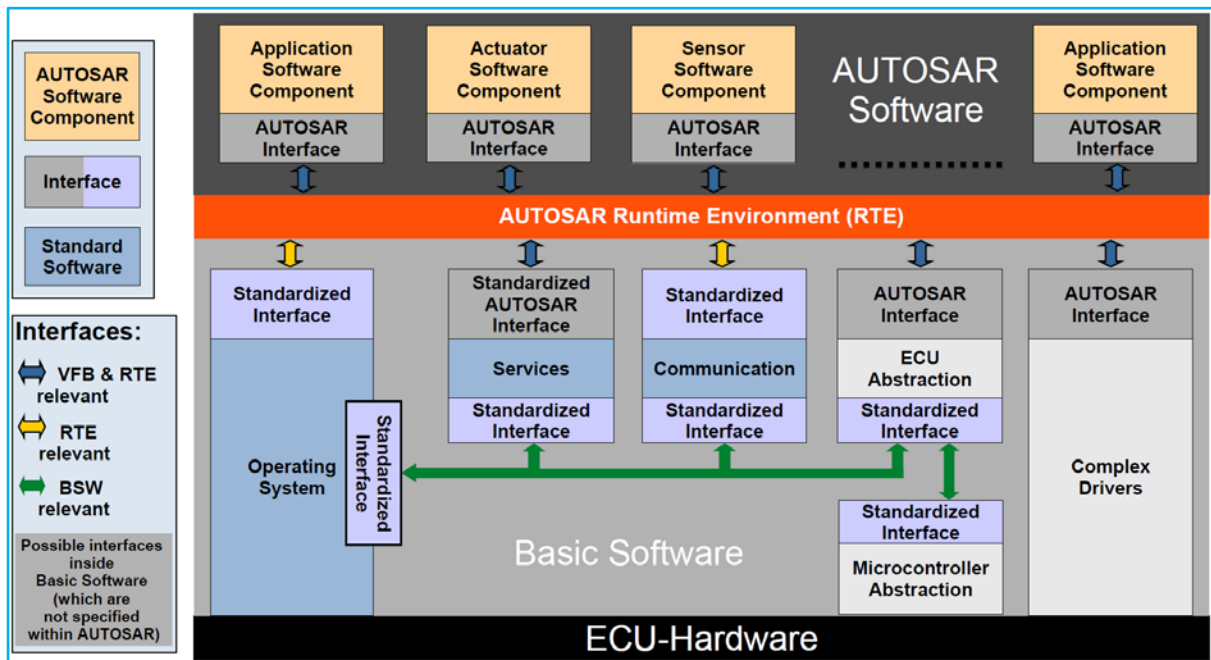 AUTOSAR
Software
Component
Interface
Standard
Software
Interfaces:
VFB & RTE
relevant
RTE
relevant
BSW
relevant
Possible interfaces
inside
Basic Software
(which are
not specified
within AUTOSAR)
Application
Software
Component
AUTOSAR
Interface
Actuator
Software
Component
AUTOSAR
Interface
Sensor
Software
Component
AUTOSAR
Interface
AUTOSAR
Software
Application
Software
Component
AUTOSAR
Interface
AUTOSAR Runtime Environment (RTE)
Standardized
Interface
Operating
System
Standardized
Interface
Standardized
AUTOSAR
Interface
Services
Standardized
Interface
Standardized
Interface
Communication
Standardized
Interface
AUTOSAR
Interface
ECU
Abstraction
Standardized
Interface
Standardized
Interface
Microcontroller
Abstraction
AUTOSAR
Interface
Complex
Drivers
Basic Software
ECU-Hardware